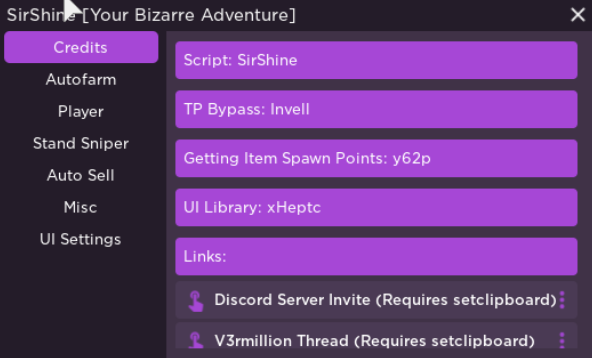 SirShine [Your Bizarre Adventure]
Credits
Autofarm
Player
Stand Sniper
Auto Sell
Misc
UI Settings
Script: SirShine
TP Bypass: Invell
Getting Item Spawn Points: y62p
UI Library: xHeptc
Links:
Discord Server Invite (Requires setclipboard)
V3rmillion Thread (Requires setclipboard)